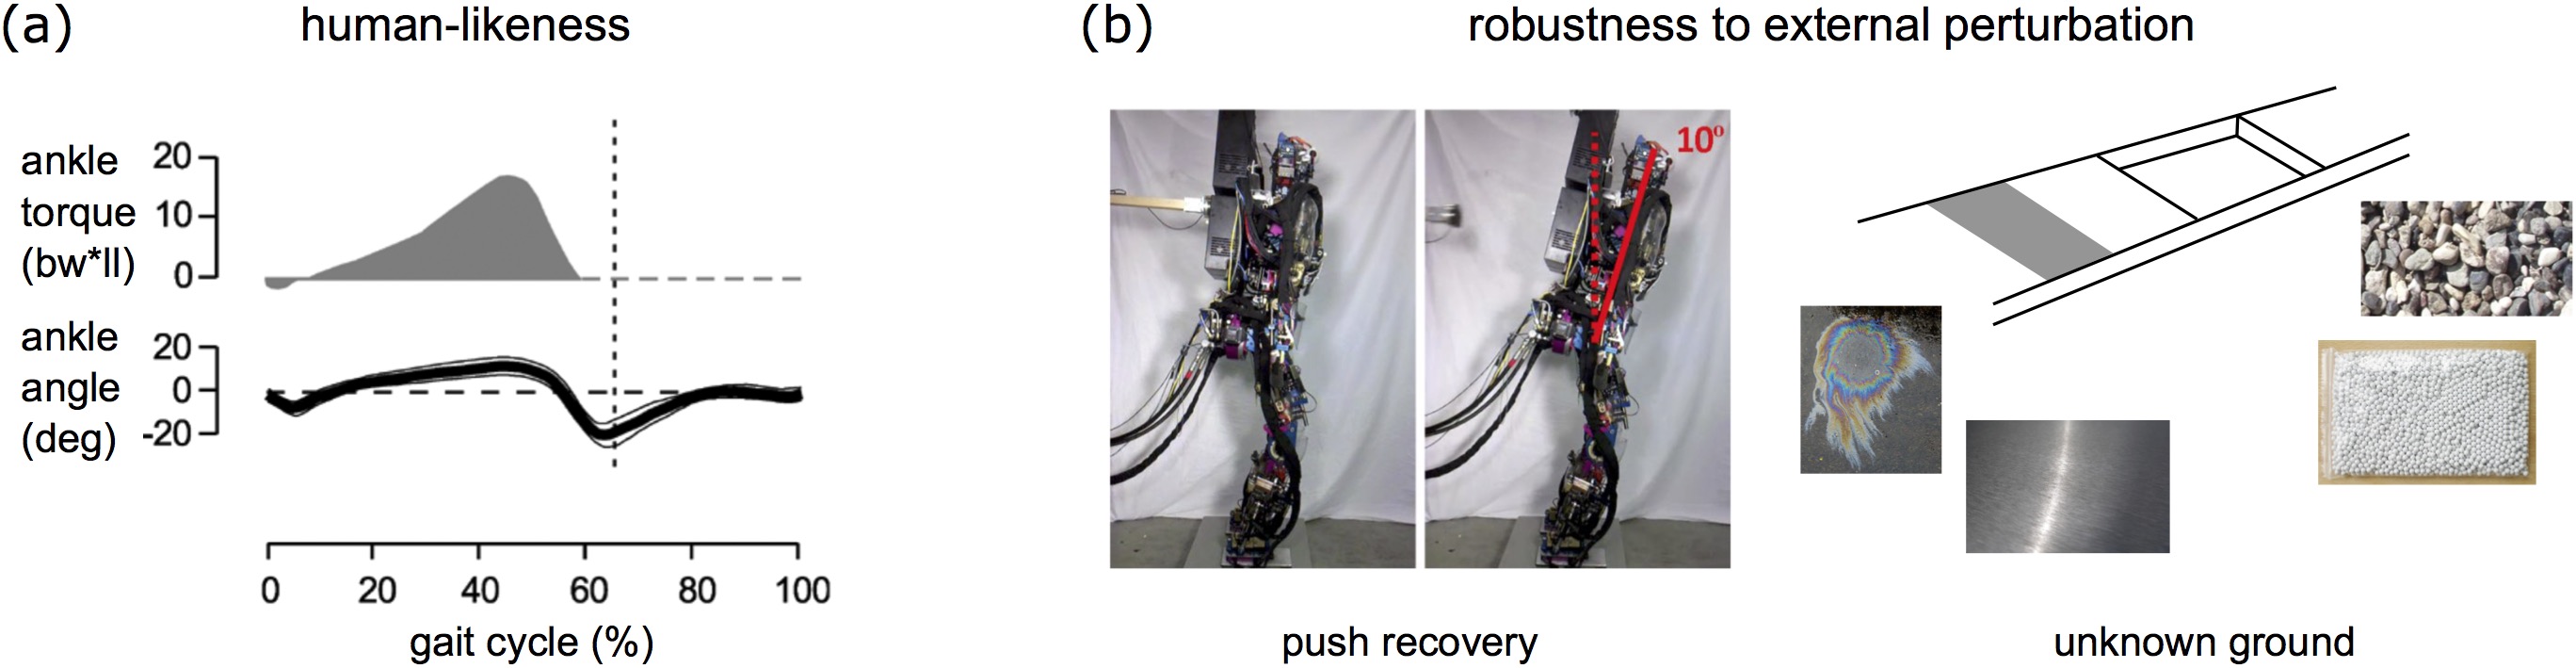 (a) human-likeness
ankle
torque
(bw*ll)
20
10
0
ankle
angle
(deg)
20
0
-20
0 20 40 60 80 100
gait cycle (%)
(b) robustness to external perturbation
10⁰
push recovery
unknown ground